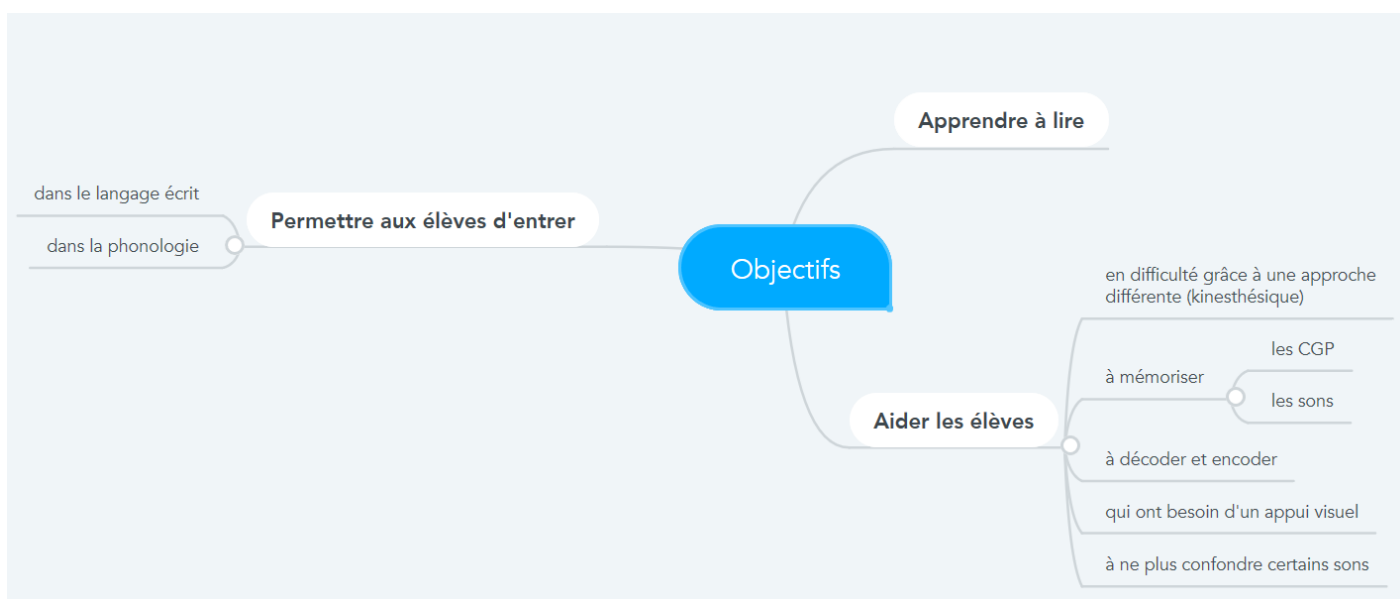 Objectifs
Apprendre à lire
Permettre aux élèves d'entrer
dans le langage écrit
dans la phonologie
Aider les élèves
en difficulté grâce à une approche
différente (kinesthésique)
à mémoriser
les CGP
les sons
à décoder et encoder
qui ont besoin d'un appui visuel
à ne plus confondre certains sons